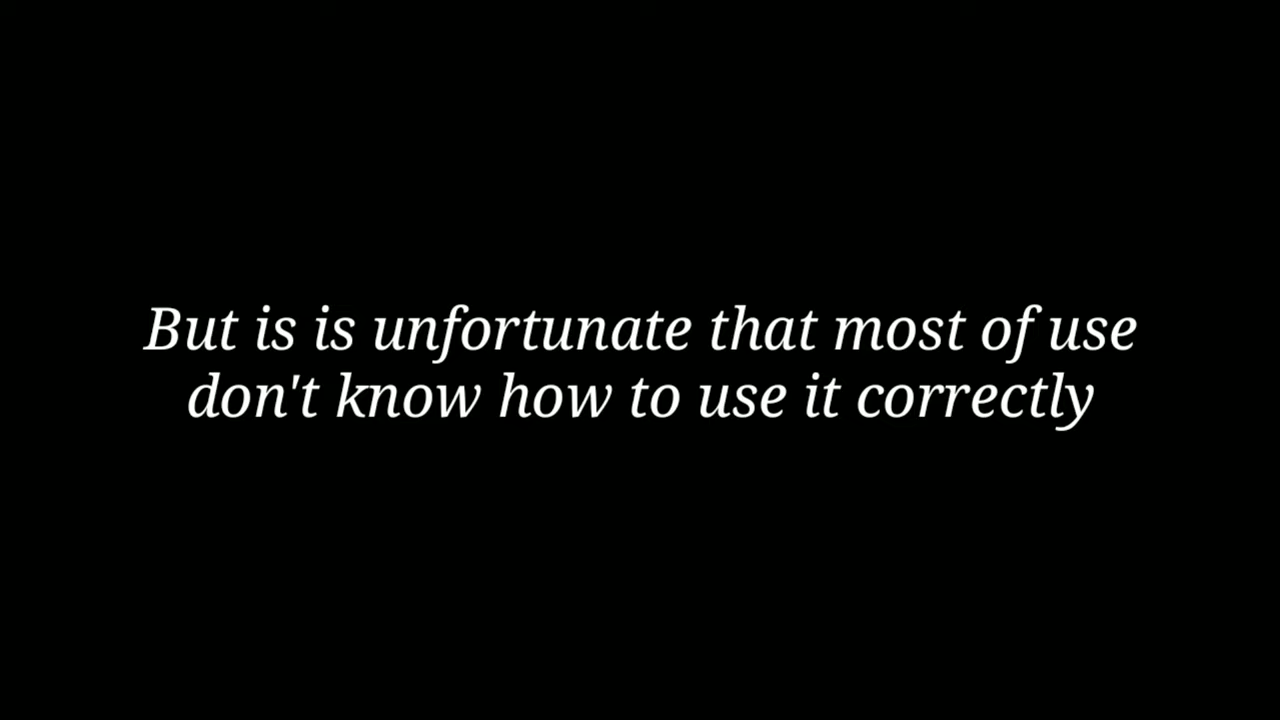 But is is unfortunate that most of use
don't know how to use it correctly